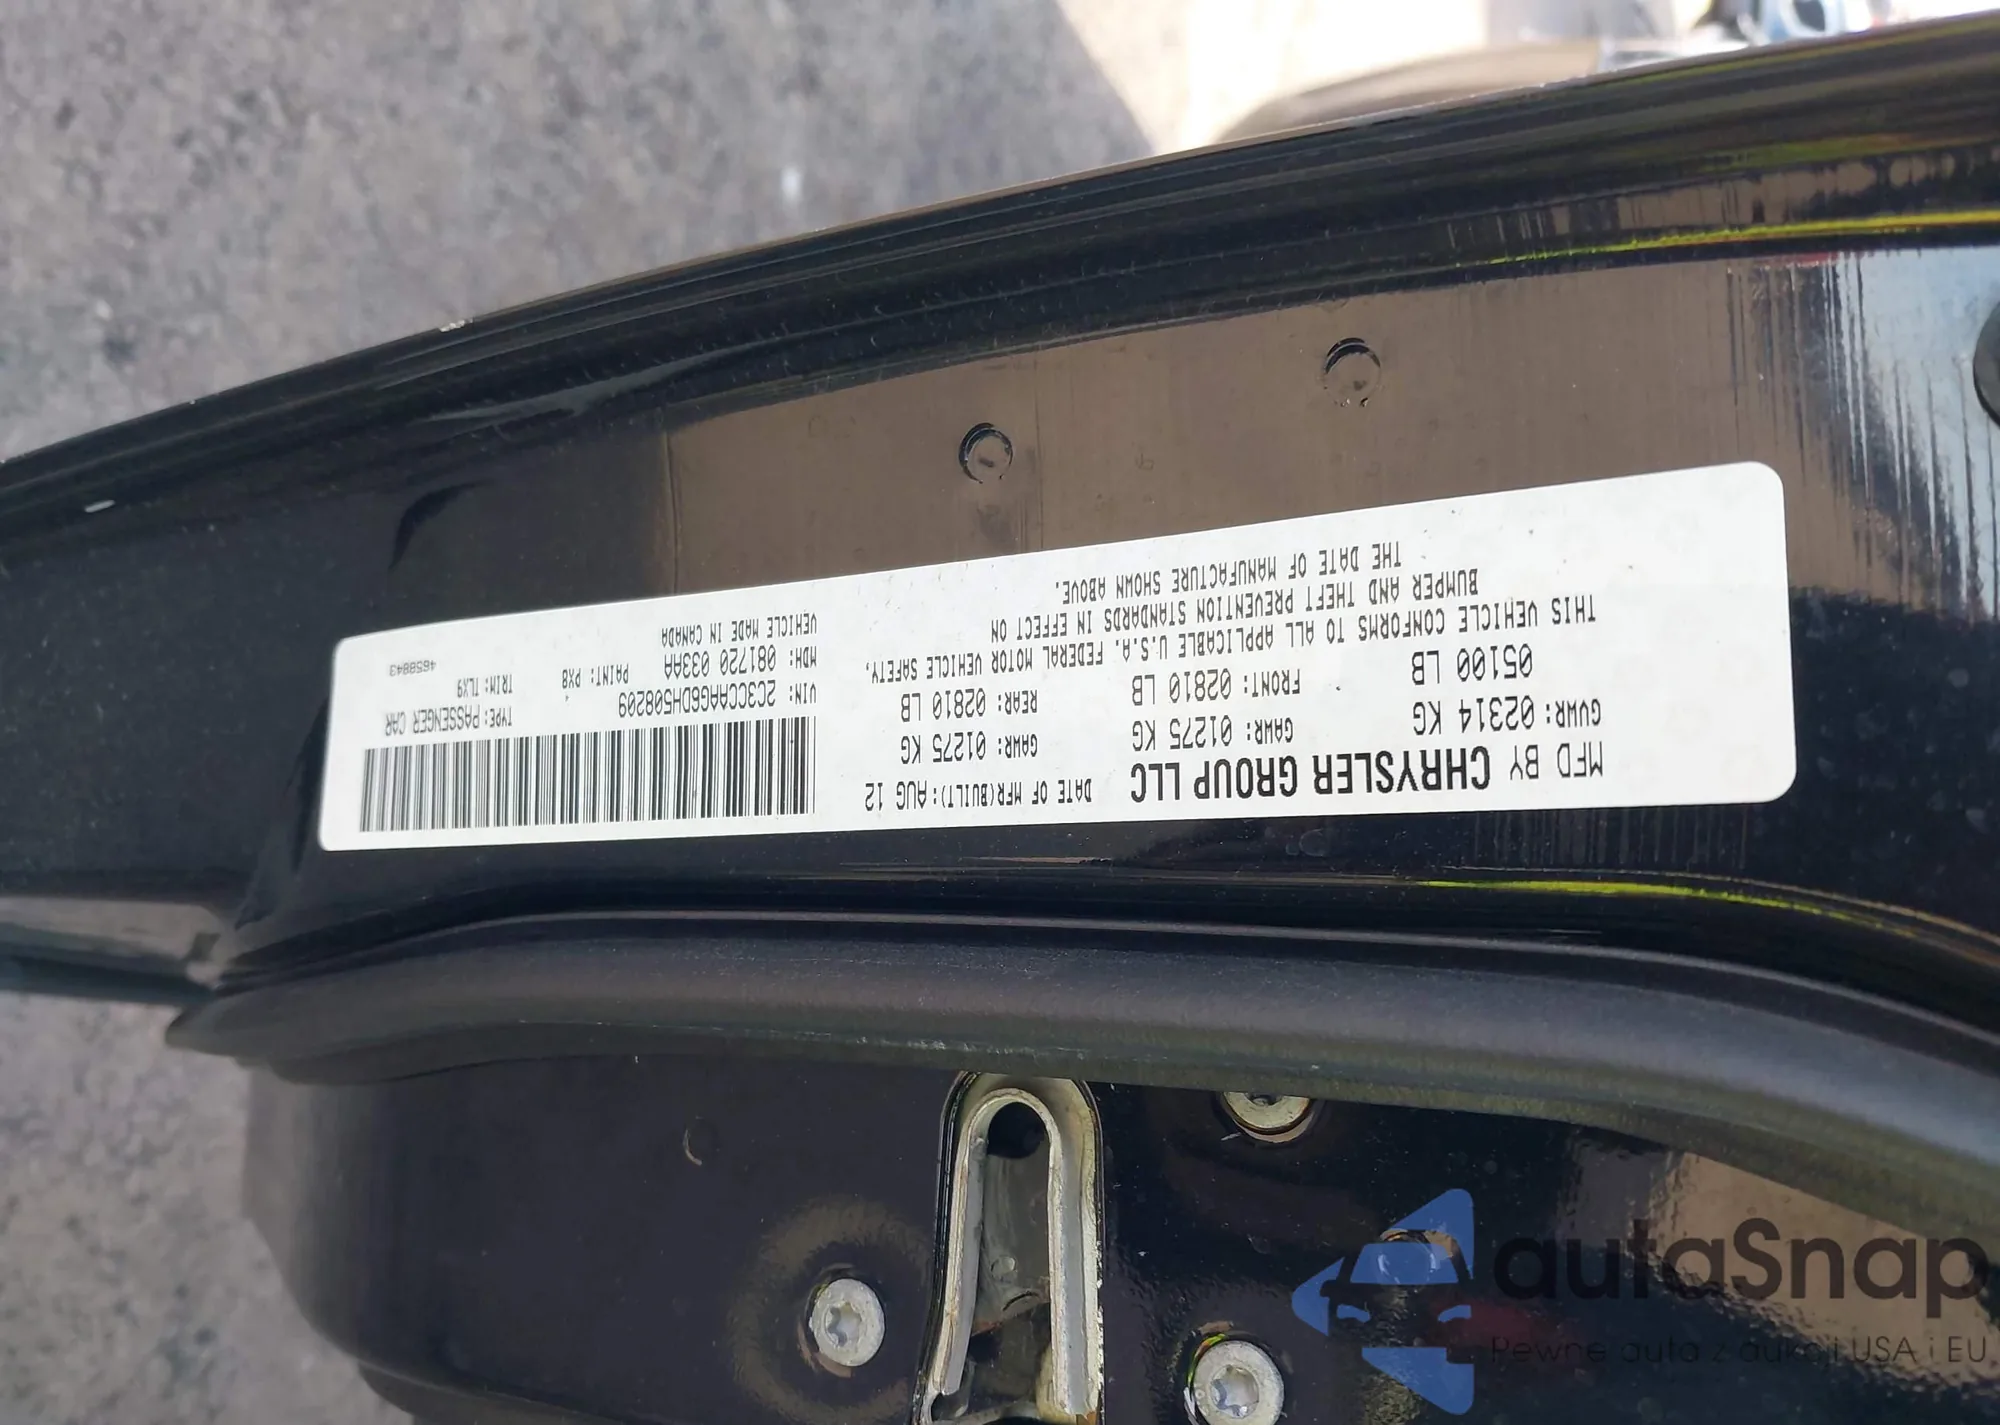 MFD BY CHRYSLER GROUP LLC
DATE OF MFR(BUILT): AUG 12
GVWR: 02314 KG
05100 LB
GAWR: 01275 KG
FRONT: 02810 LB
GAWR: 01275 KG
REAR: 02810 LB
THIS VEHICLE CONFORMS TO ALL APPLICABLE U.S.A. FEDERAL MOTOR VEHICLE SAFETY,
BUMPER AND THEFT PREVENTION STANDARDS IN EFFECT ON
THE DATE OF MANUFACTURE SHOWN ABOVE.
VIN: 2C3CCAAG6DH508209
TYPE: PASSENGER CAR
MDH: 081720 033AA
PAINT: PX8
TRIM: TLX9
VEHICLE MADE IN CANADA
4658843
autaSnap
Pewne auta z aukcji USA i EU